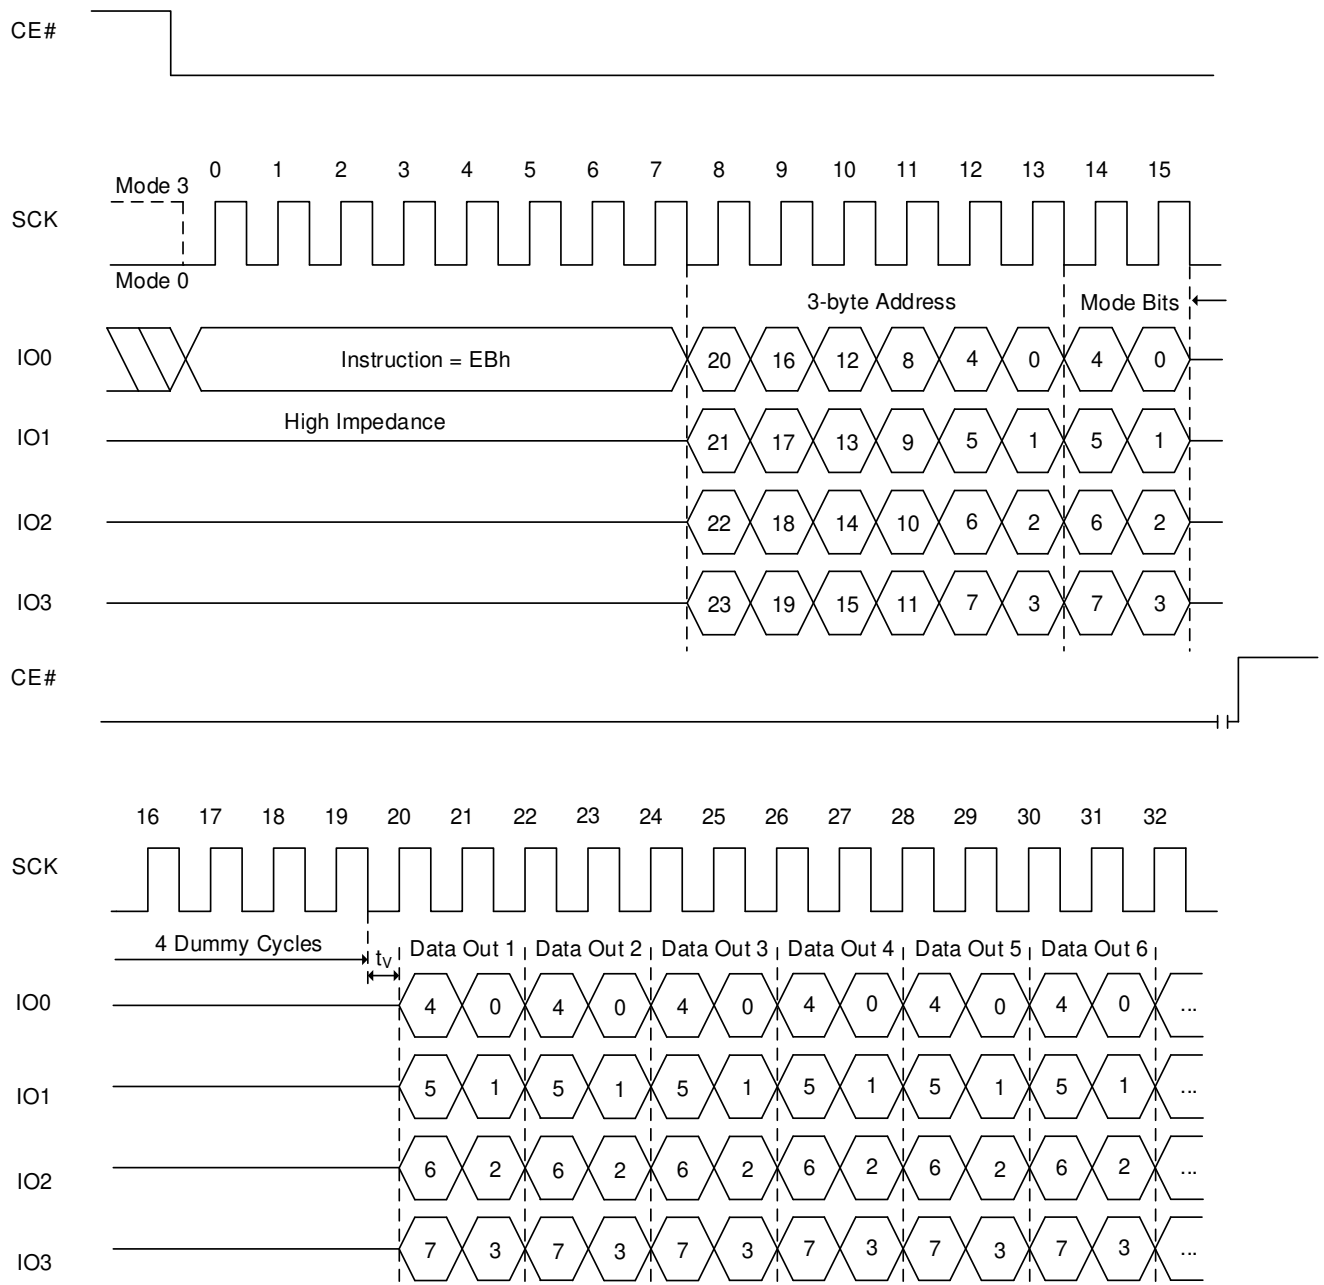 CE#
0 1 2 3 4 5 6 7 8 9 10 11 12 13 14 15
Mode 3
SCK
Mode 0
3-byte Address Mode Bits
IO0 Instruction = EBh 20 16 12 8 4 0 4 0
High Impedance
IO1 21 17 13 9 5 1 5 1
IO2 22 18 14 10 6 2 6 2
IO3 23 19 15 11 7 3 7 3
CE#
16 17 18 19 20 21 22 23 24 25 26 27 28 29 30 31 32
SCK
4 Dummy Cycles tV Data Out 1 Data Out 2 Data Out 3 Data Out 4 Data Out 5 Data Out 6
IO0 4 0 4 0 4 0 4 0 4 0 4 0 ...
IO1 5 1 5 1 5 1 5 1 5 1 5 1 ...
IO2 6 2 6 2 6 2 6 2 6 2 6 2 ...
IO3 7 3 7 3 7 3 7 3 7 3 7 3 ...